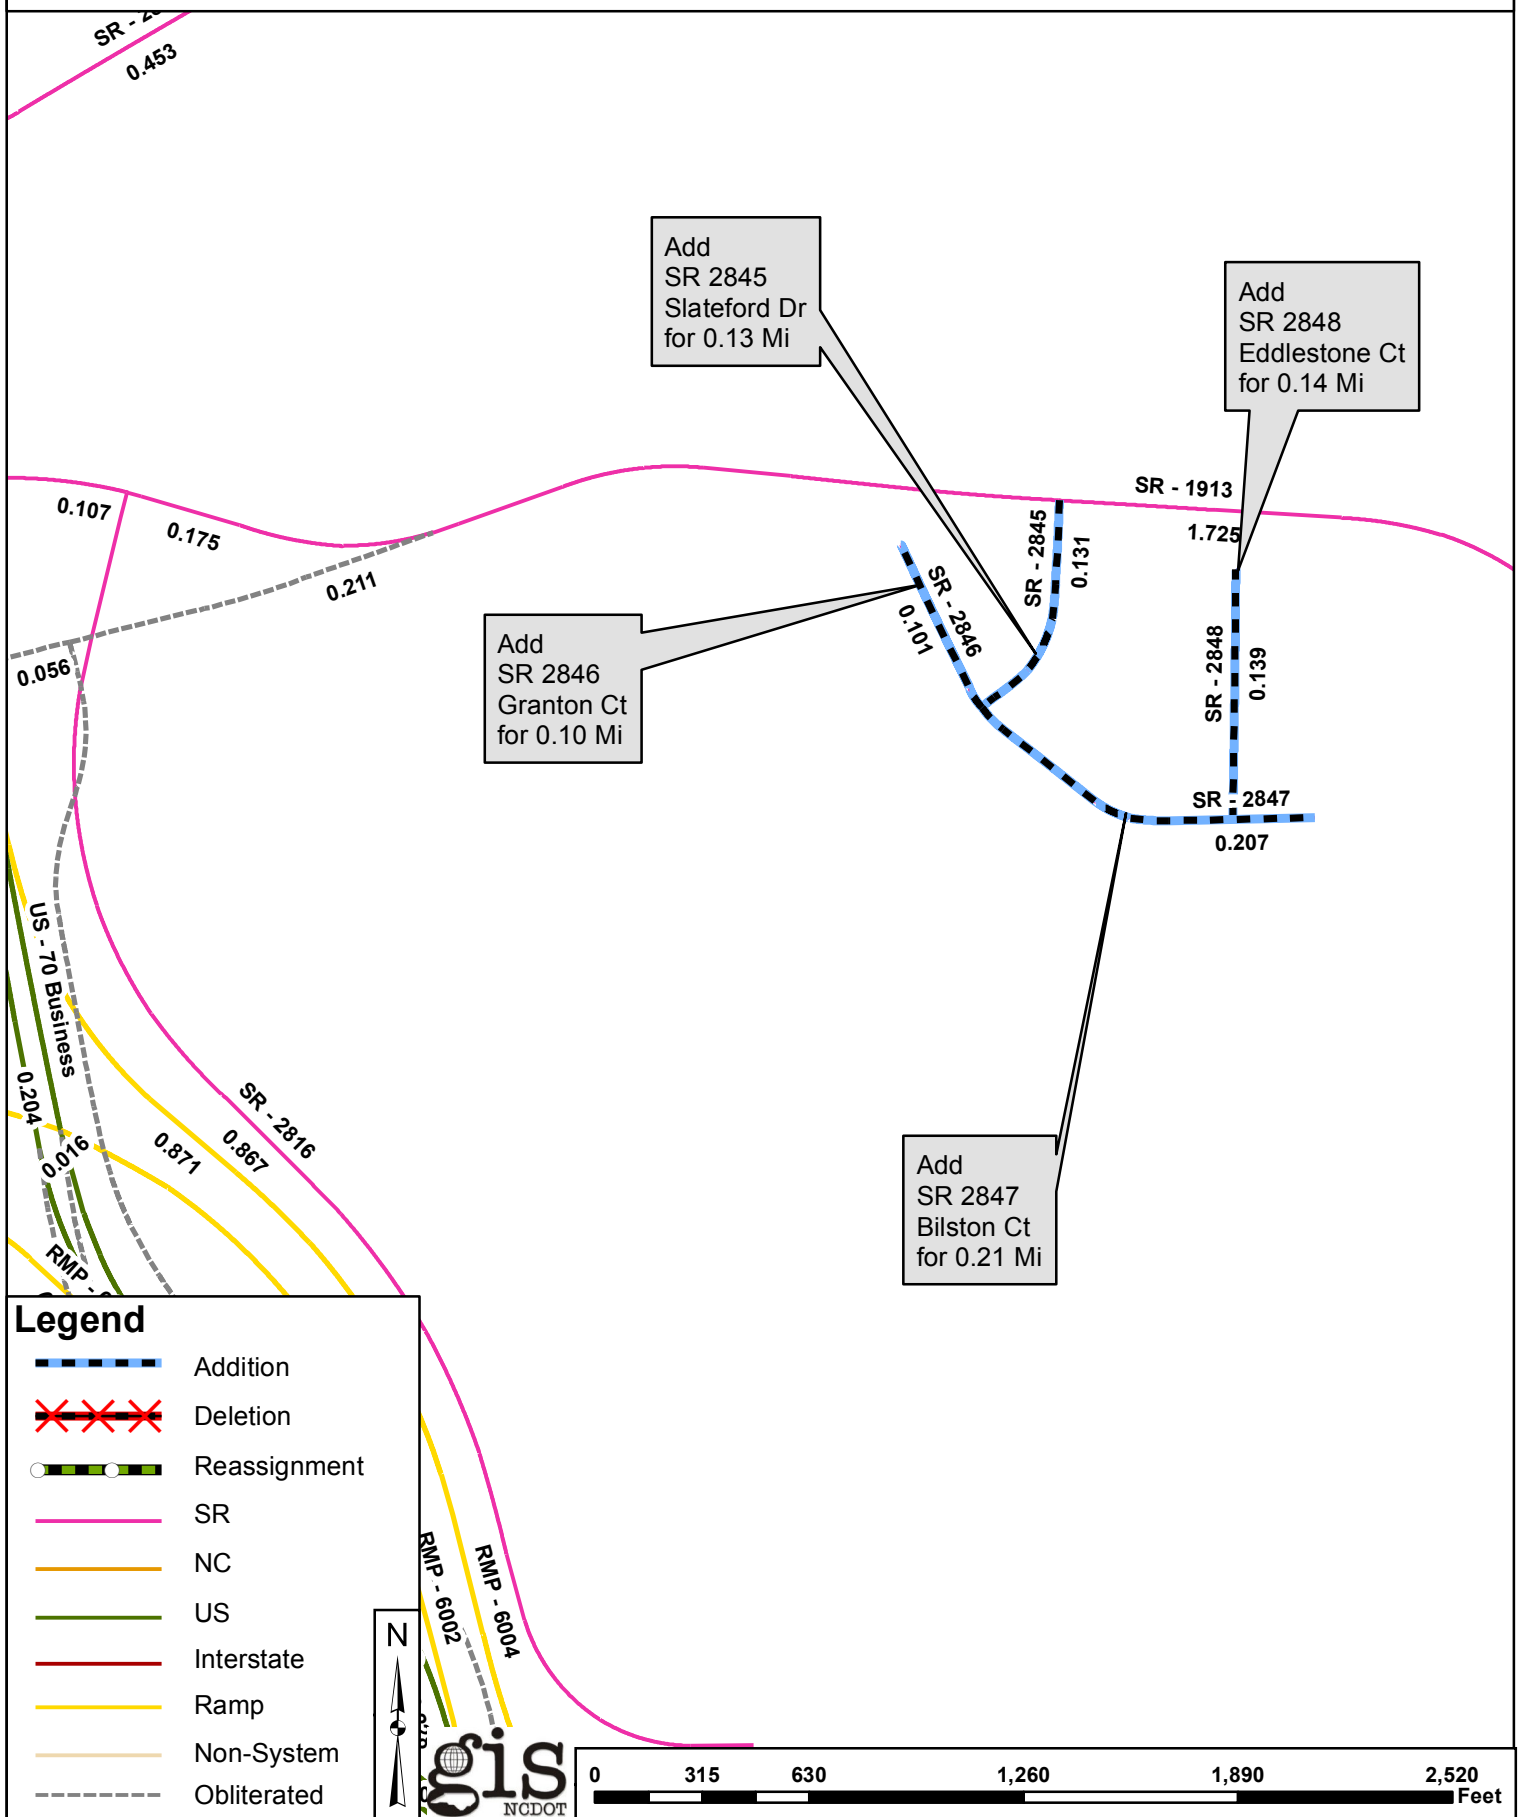 0.453
Add
SR 2845
Slateford Dr
for 0.13 Mi
Add
SR 2848
Eddlestone Ct
for 0.14 Mi
SR - 1913
1.725
0.107
0.175
0.211
0.056
SR - 2845
0.131
SR - 2846
0.101
SR - 2848
0.139
Add
SR 2846
Granton Ct
for 0.10 Mi
SR - 2847
0.207
US - 70 Business
0.204
0.016
0.871
0.867
SR - 2816
Add
SR 2847
Bilston Ct
for 0.21 Mi
RMP -
Legend
Addition
Deletion
Reassignment
SR
NC
US
Interstate
Ramp
Non-System
Obliterated
N
RMP - 6002
RMP - 6004
gis
NCDOT
0 315 630 1,260 1,890 2,520
Feet